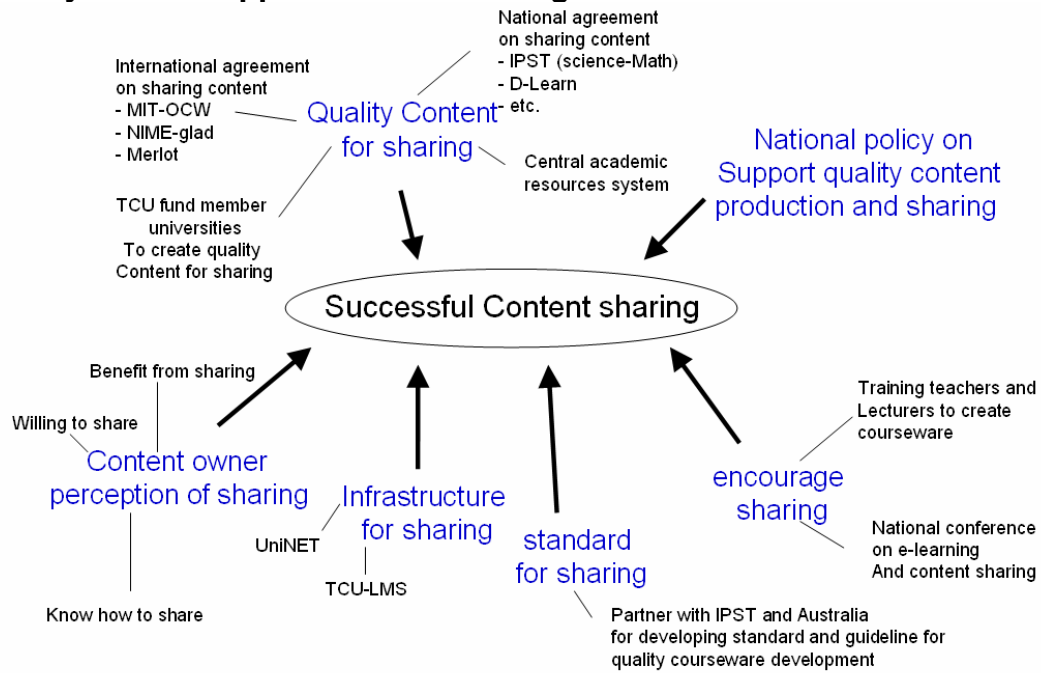 National agreement
on sharing content
- IPST (science-Math)
- D-Learn
- etc.
International agreement
on sharing content
- MIT-OCW
- NIME-glad
- Merlot
Quality Content
for sharing
National policy on
Support quality content
production and sharing
Central academic
resources system
TCU fund member
universities
To create quality
Content for sharing
Successful Content sharing
Benefit from sharing
Willing to share
Content owner
perception of sharing
Know how to share
Infrastructure
for sharing
UniNET
TCU-LMS
standard
for sharing
Partner with IPST and Australia
for developing standard and guideline for
quality courseware development
Training teachers and
Lecturers to create
courseware
encourage
sharing
National conference
on e-learning
And content sharing